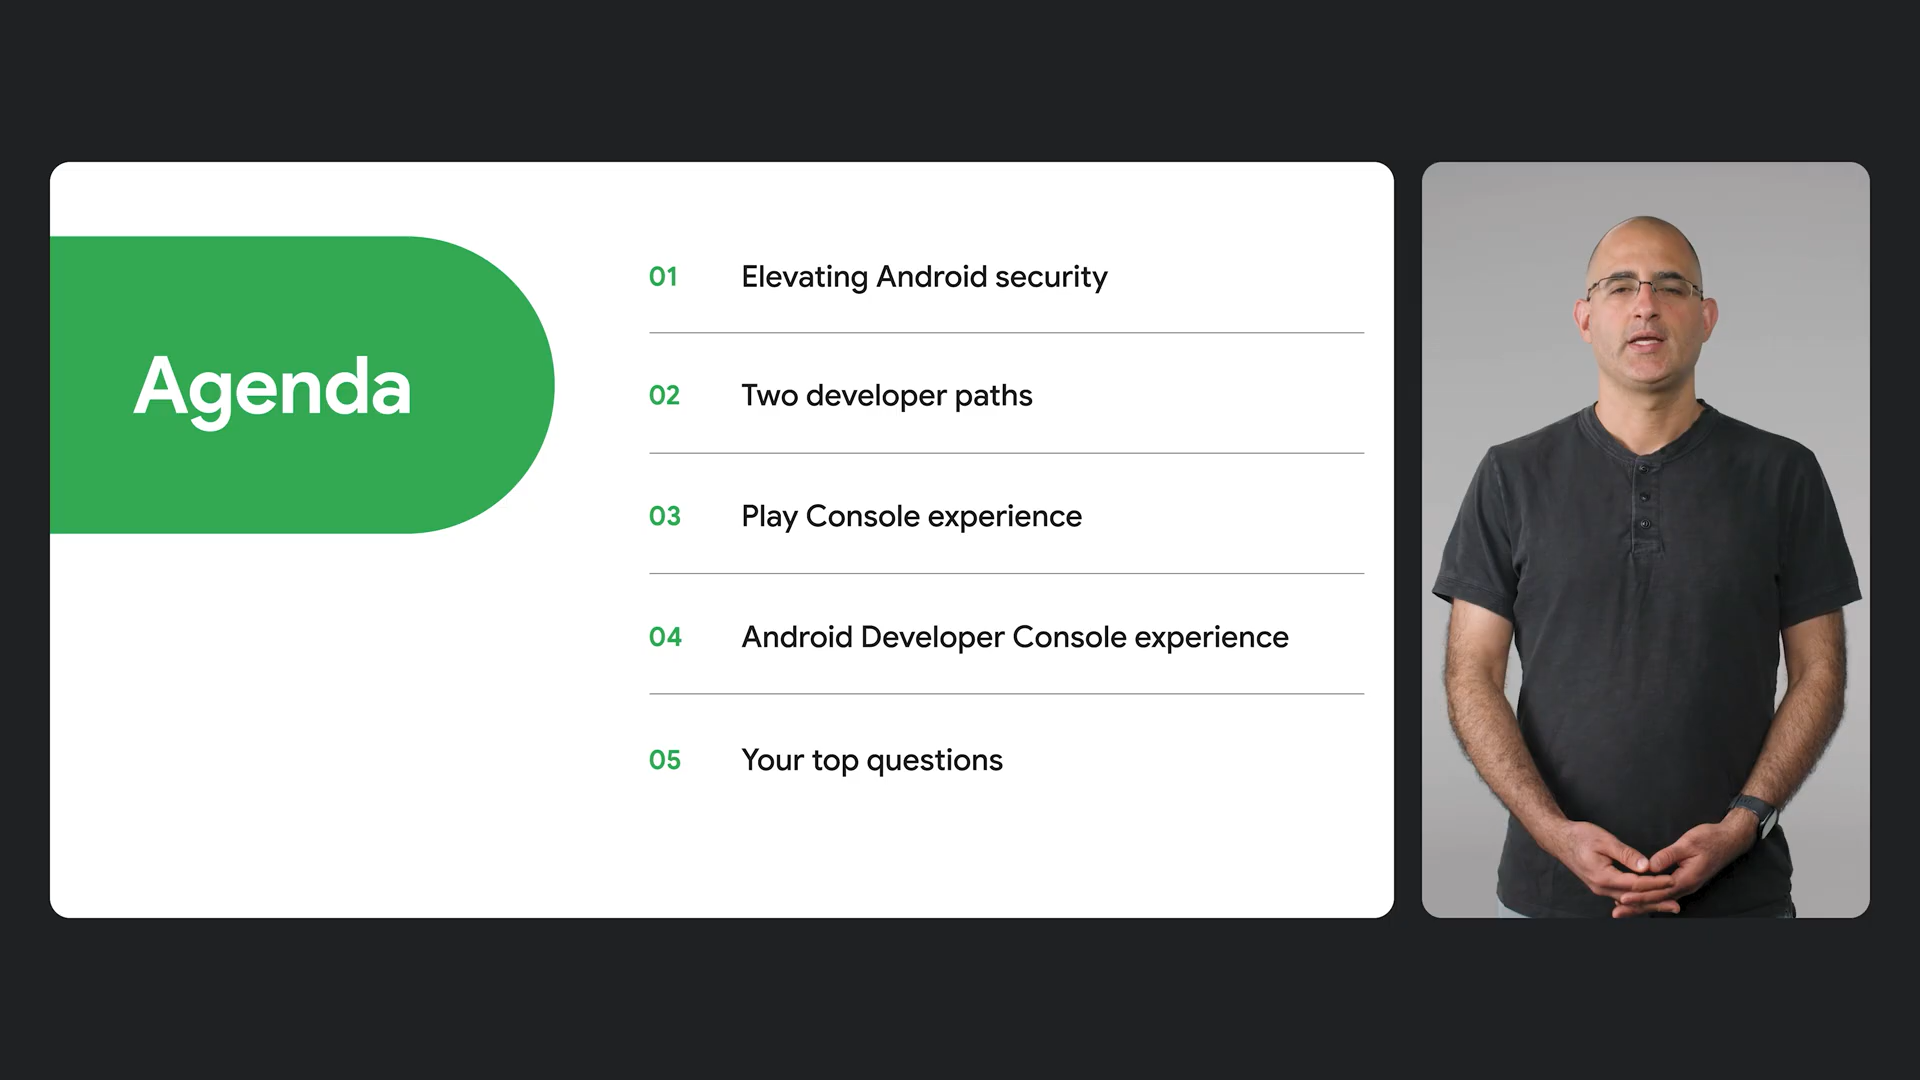 Agenda
01 Elevating Android security
02 Two developer paths
03 Play Console experience
04 Android Developer Console experience
05 Your top questions